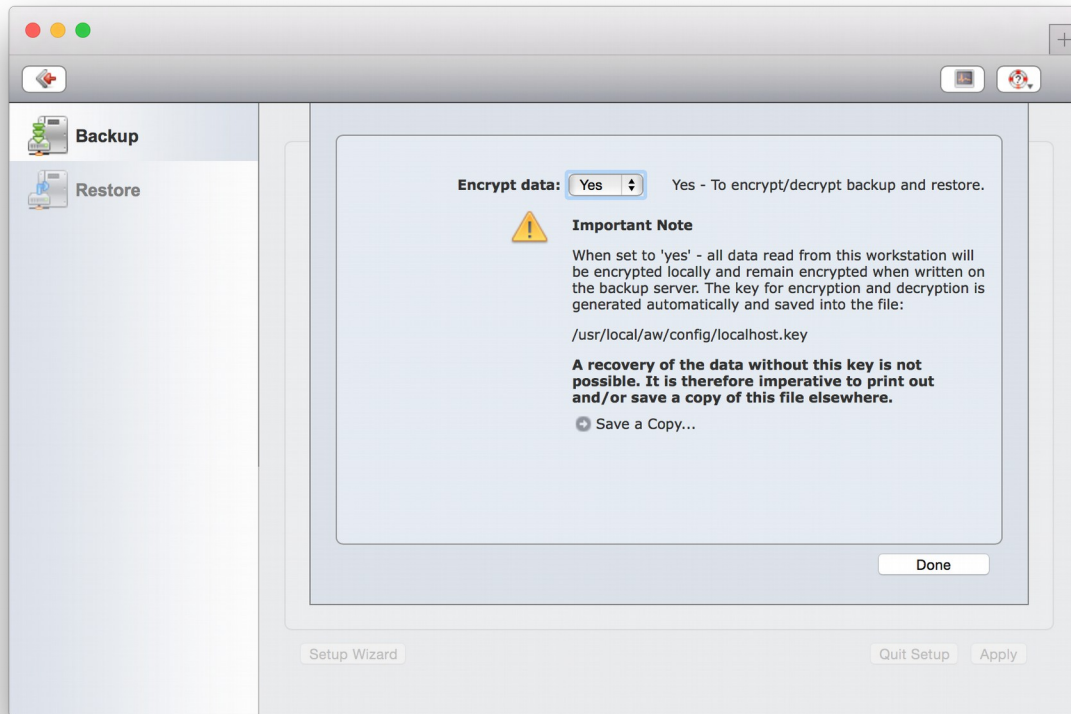 Backup
Restore
Encrypt data: Yes Yes - To encrypt/decrypt backup and restore.
Important Note
When set to 'yes' - all data read from this workstation will
be encrypted locally and remain encrypted when written on
the backup server. The key for encryption and decryption is
generated automatically and saved into the file:
/usr/local/aw/config/localhost.key
A recovery of the data without this key is not
possible. It is therefore imperative to print out
and/or save a copy of this file elsewhere.
Save a Copy...
Done
Setup Wizard Quit Setup Apply